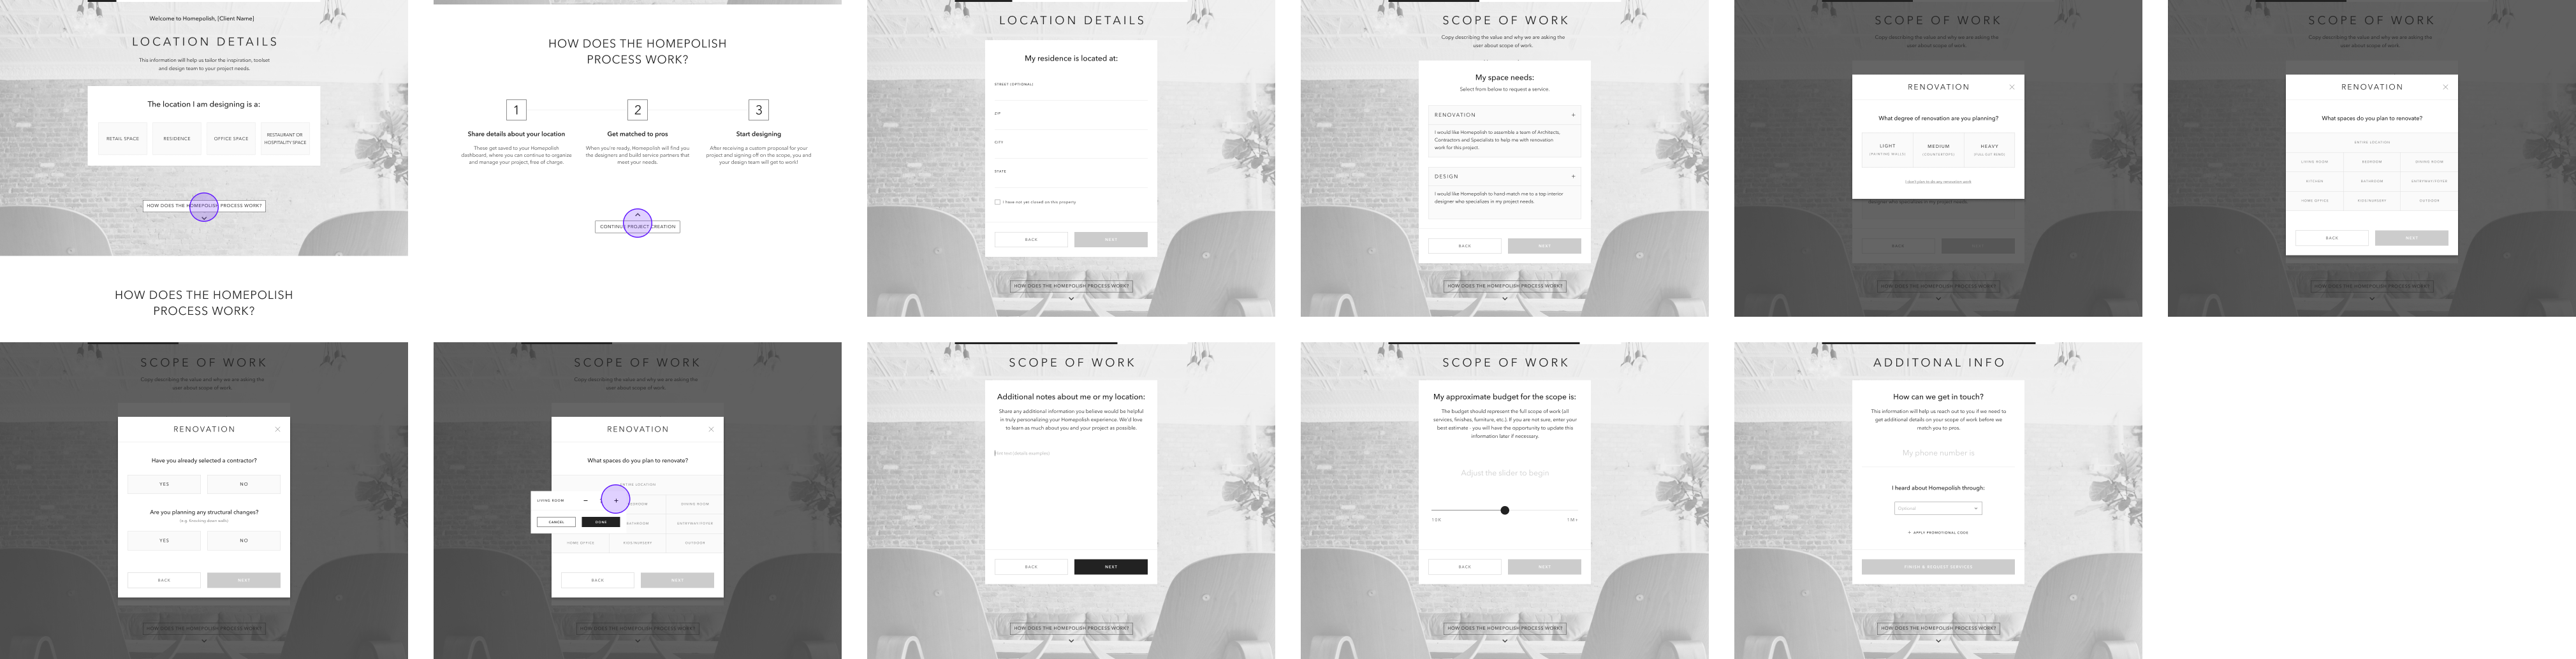 Welcome to Homepolish, [Client Name]
LOCATION DETAILS
This information will help us tailor the inspiration, toolset
and design team to your project needs.
The location I am designing is a:
RETAIL SPACE
RESIDENCE
OFFICE SPACE
RESTAURANT OR
HOSPITALITY SPACE
HOW DOES THE HOMEPOLISH PROCESS WORK?
HOW DOES THE HOMEPOLISH
PROCESS WORK?
HOW DOES THE HOMEPOLISH
PROCESS WORK?
1
2
3
Share details about your location
These get saved to your Homepolish
dashboard, where you can continue to organize
and manage your project, free of charge.
Get matched to pros
When you're ready, Homepolish will find you
the designers and build service partners that
meet your needs.
Start designing
After receiving a custom proposal for your
project and signing off on the scope, you and
your design team will get to work!
CONTINUE PROJECT CREATION
LOCATION DETAILS
My residence is located at:
STREET (OPTIONAL)
ZIP
CITY
STATE
I have not yet closed on this property
BACK
NEXT
HOW DOES THE HOMEPOLISH PROCESS WORK?
SCOPE OF WORK
Copy describing the value and why we are asking the
user about scope of work.
My space needs:
Select from below to request a service.
RENOVATION +
I would like Homepolish to assemble a team of Architects,
Contractors and Specialists to help me with renovation
work for this project.
DESIGN +
I would like Homepolish to hand-match me to a top interior
designer who specializes in my project needs.
BACK
NEXT
HOW DOES THE HOMEPOLISH PROCESS WORK?
SCOPE OF WORK
Copy describing the value and why we are asking the
user about scope of work.
RENOVATION
What degree of renovation are you planning?
LIGHT
MEDIUM
HEAVY
designer who specializes in my project needs.
BACK
HOW DOES THE HOMEPOLISH PROCESS WORK?
SCOPE OF WORK
Copy describing the value and why we are asking the
user about scope of work.
RENOVATION
What spaces do you plan to renovate?
ENTIRE LOCATION
LIVING ROOM
BEDROOM
DINING ROOM
KITCHEN
BATHROOM
ENTRYWAY/FOYER
HOME OFFICE
KIDS/NURSERY
OUTDOOR
BACK
NEXT
HOW DOES THE HOMEPOLISH PROCESS WORK?
SCOPE OF WORK
Copy describing the value and why we are asking the
user about scope of work.
RENOVATION
Have you already selected a contractor?
YES
NO
Are you planning any structural changes?
(e.g. Knocking down walls)
YES
NO
BACK
NEXT
HOW DOES THE HOMEPOLISH PROCESS WORK?
SCOPE OF WORK
Copy describing the value and why we are asking the
user about scope of work.
RENOVATION
What spaces do you plan to renovate?
ENTIRE LOCATION
LIVING ROOM
− +
CANCEL
DONE
BEDROOM
DINING ROOM
BATHROOM
ENTRYWAY/FOYER
HOME OFFICE
KIDS/NURSERY
OUTDOOR
BACK
NEXT
HOW DOES THE HOMEPOLISH PROCESS WORK?
SCOPE OF WORK
Additional notes about me or my location:
Share any additional information you believe would be helpful
in truly personalizing your Homepolish experience. We'd love
to learn as much about you and your project as possible.
BACK
NEXT
HOW DOES THE HOMEPOLISH PROCESS WORK?
SCOPE OF WORK
My approximate budget for the scope is:
The budget should represent the full scope of work (all
services, finishes, furniture, etc.). If you are not sure, enter your
best estimate - you will have the opportunity to update this
information later if necessary.
Adjust the slider to begin
10K
1M+
BACK
NEXT
HOW DOES THE HOMEPOLISH PROCESS WORK?
ADDITONAL INFO
How can we get in touch?
This information will help us reach out to you if we need to
get additional details on your scope of work before we
match you to pros.
My phone number is
I heard about Homepolish through:
Optional
+ APPLY PROMOTIONAL CODE
FINISH & REQUEST SERVICES
HOW DOES THE HOMEPOLISH PROCESS WORK?